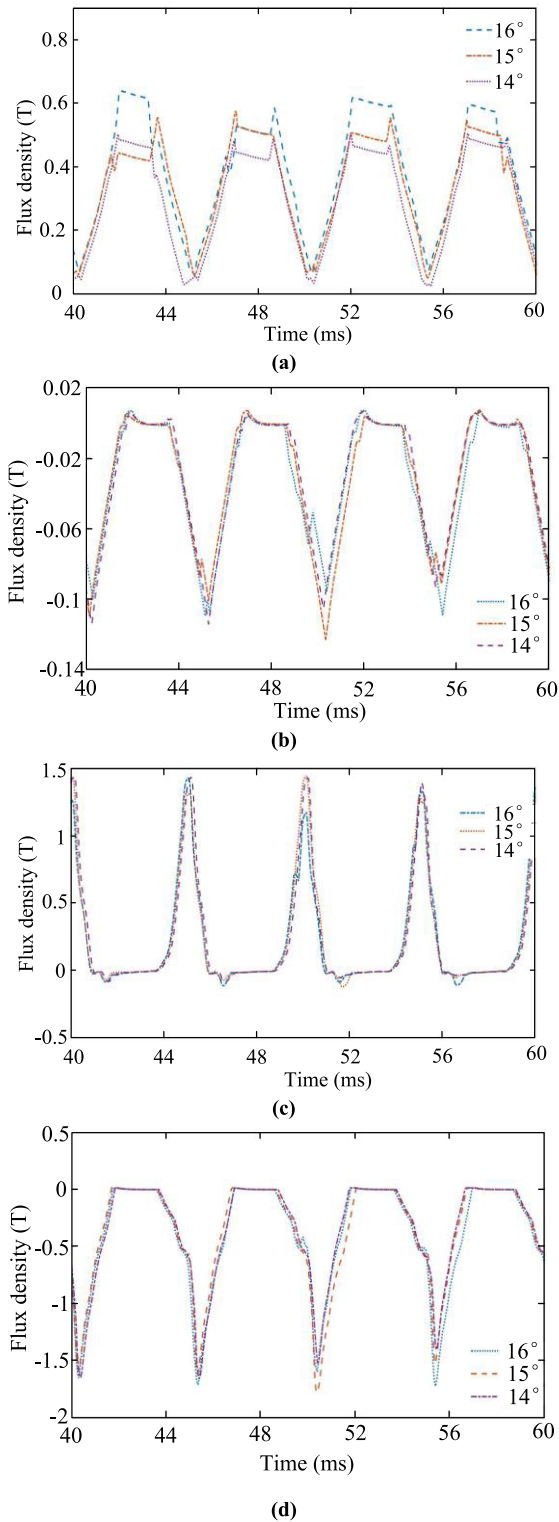 Flux density (T)
0.8
0.6
0.4
0.2
0
16°
15°
14°
40 44 48 52 56 60
Time (ms)
(a)
Flux density (T)
0.02
-0.02
-0.06
-0.1
-0.14
16°
15°
14°
40 44 48 52 56 60
Time (ms)
(b)
Flux density (T)
1.5
1
0.5
0
-0.5
16°
15°
14°
40 44 48 52 56 60
Time (ms)
(c)
Flux density (T)
0.5
0
-0.5
-1
-1.5
-2
16°
15°
14°
40 44 48 52 56 60
Time (ms)
(d)